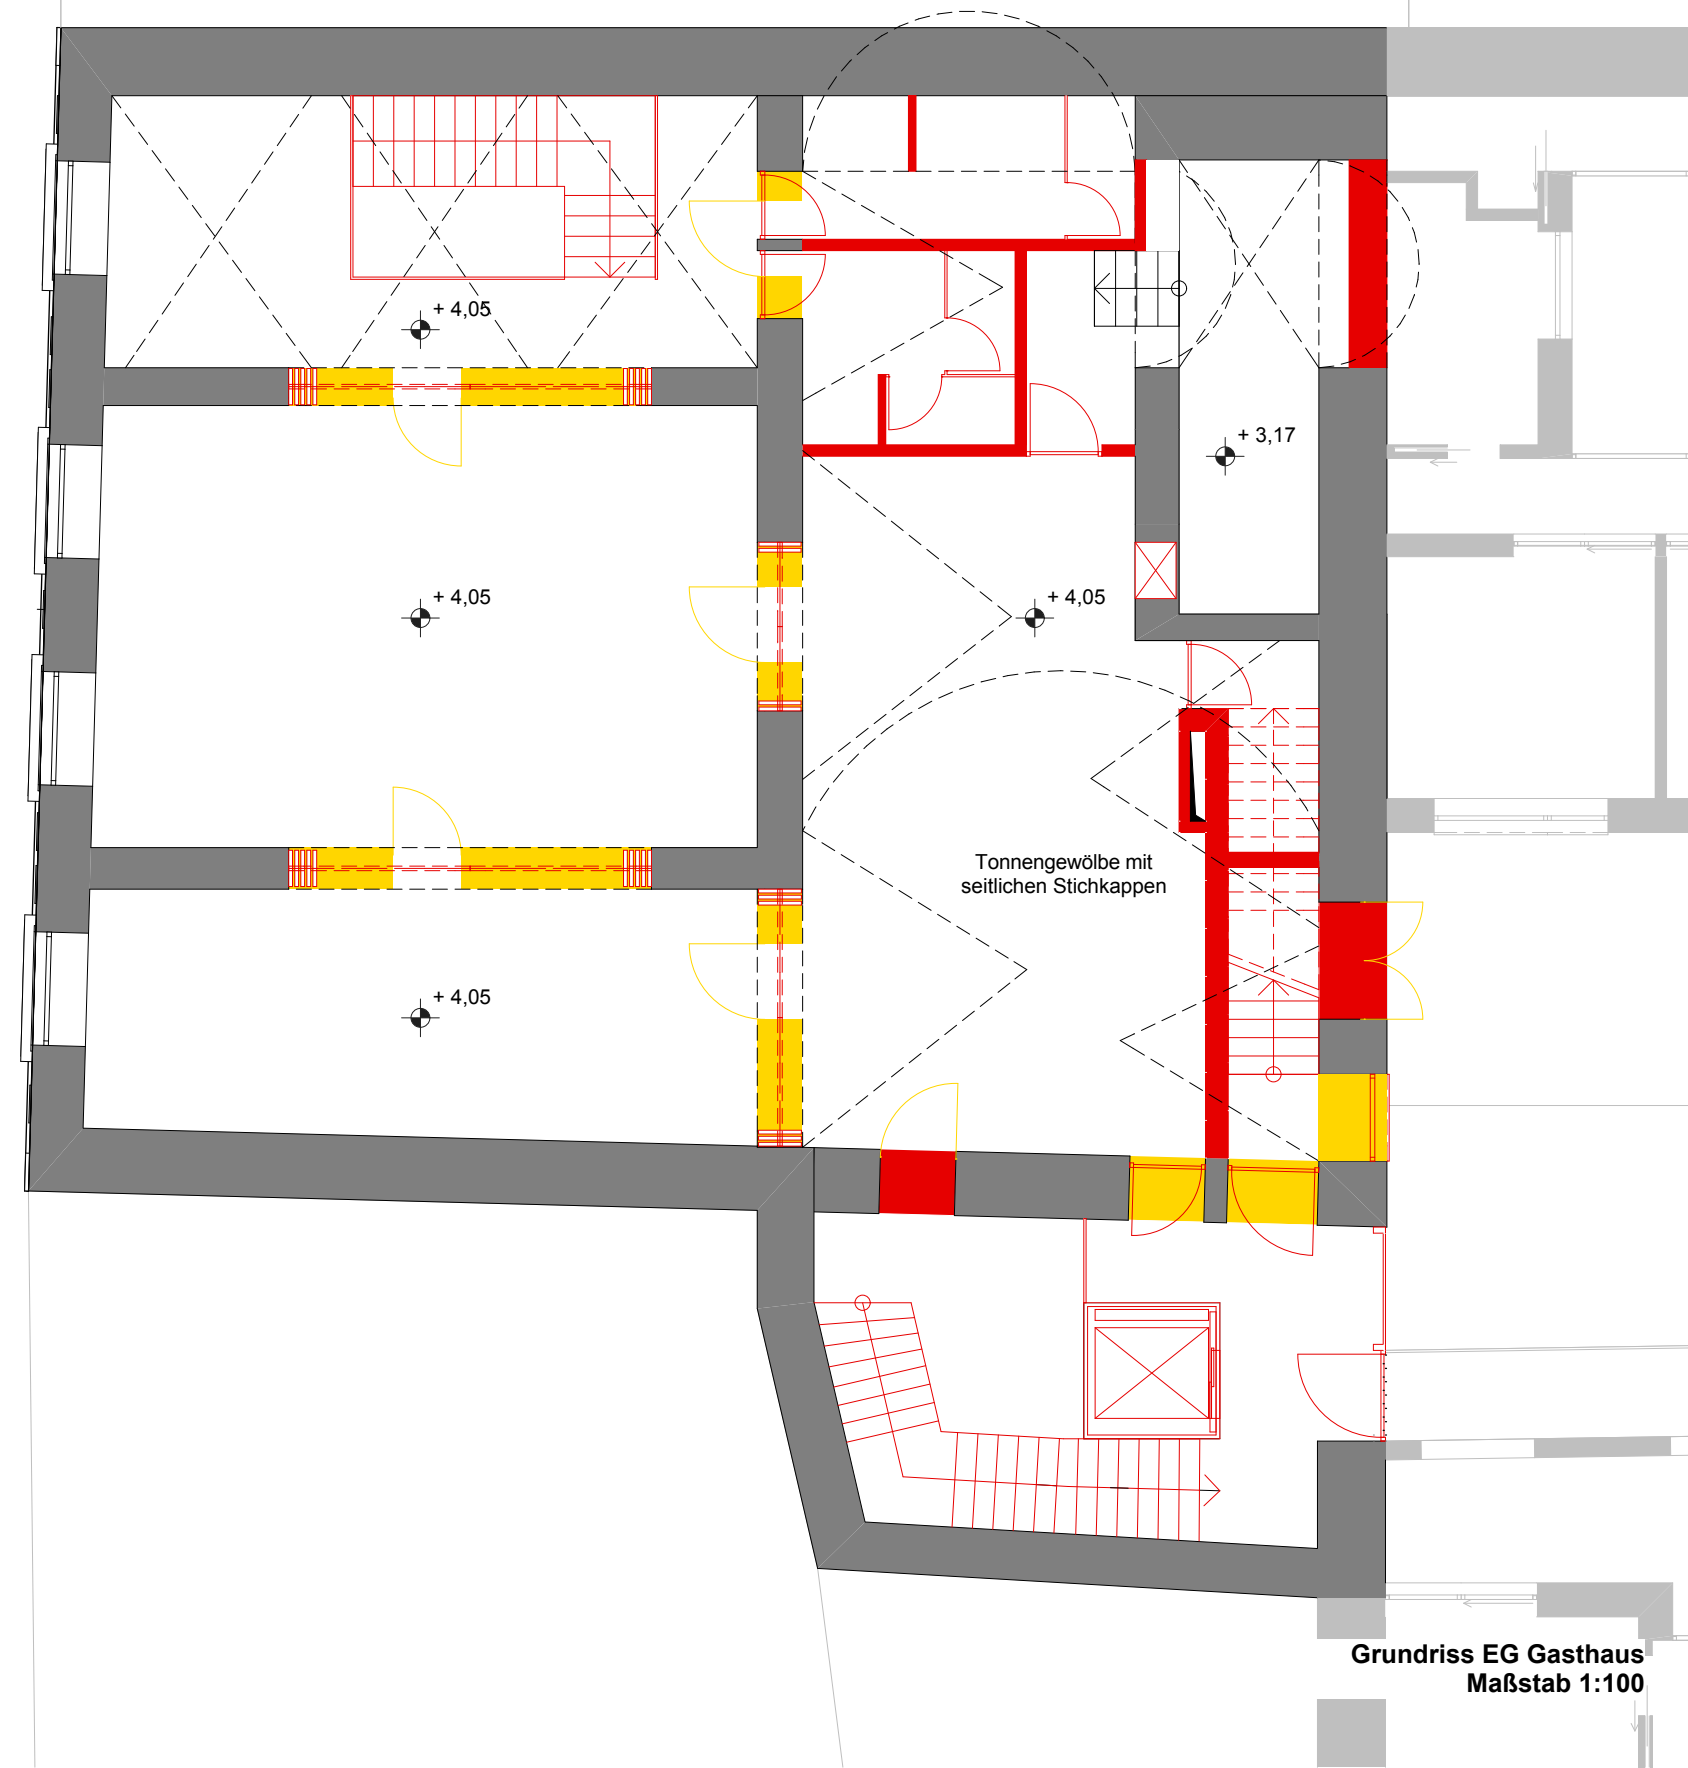 + 4,05
+ 3,17
+ 4,05
+ 4,05
Tonnengewölbe mit
seitlichen Stichkappen
+ 4,05
Grundriss EG Gasthaus
Maßstab 1:100